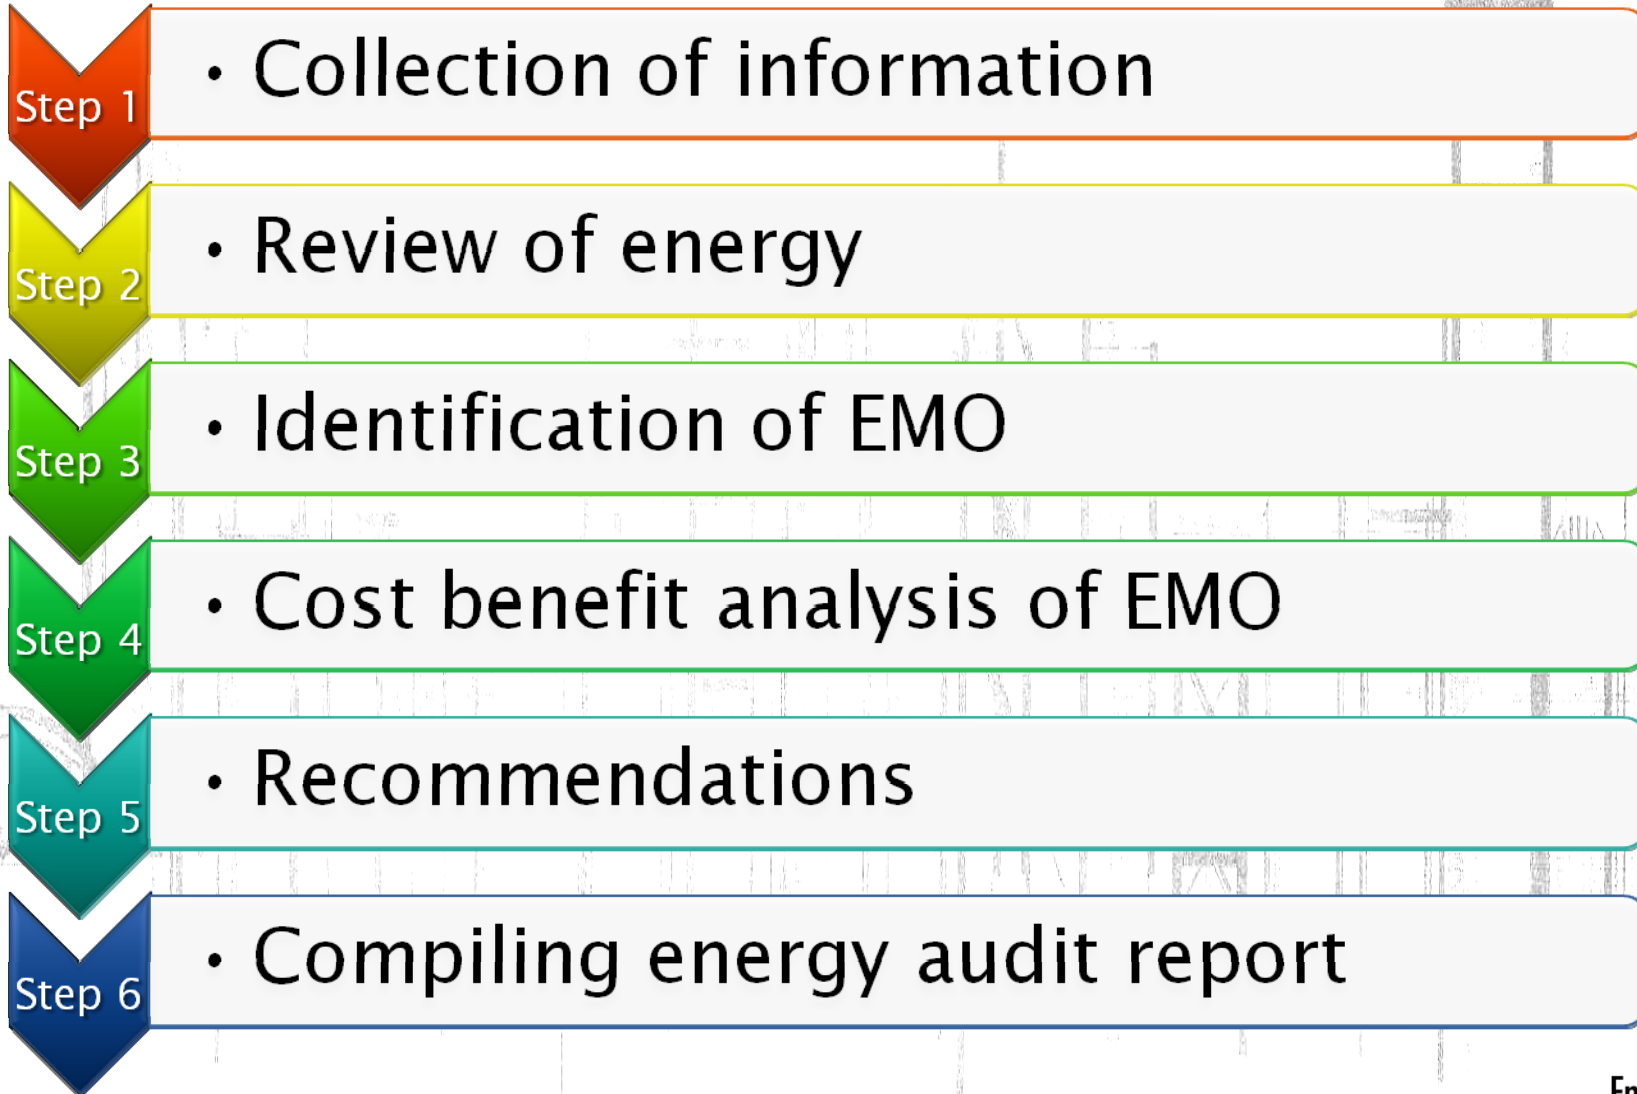 Step 1
• Collection of information
Step 2
• Review of energy
Step 3
• Identification of EMO
Step 4
• Cost benefit analysis of EMO
Step 5
• Recommendations
Step 6
• Compiling energy audit report